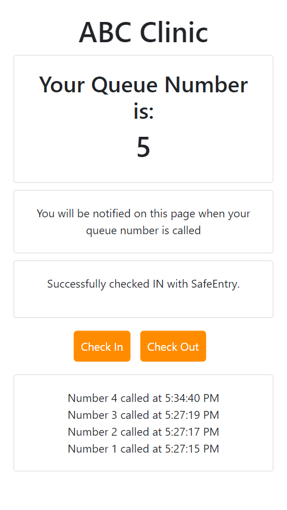 ABC Clinic
Your Queue Number
is:
5
You will be notified on this page when your
queue number is called
Successfully checked IN with SafeEntry.
Check In
Check Out
Number 4 called at 5:34:40 PM
Number 3 called at 5:27:19 PM
Number 2 called at 5:27:17 PM
Number 1 called at 5:27:15 PM